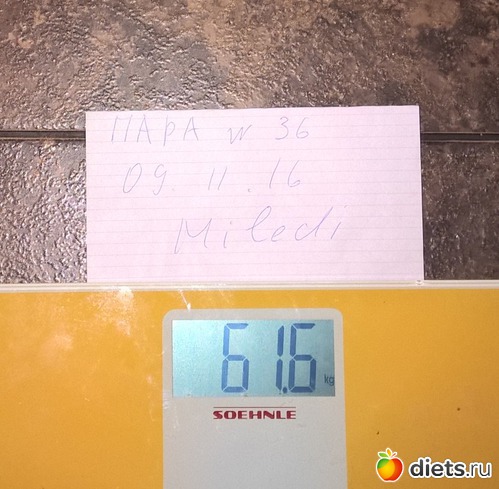 ПАРА № 36
09.11.16
Miledi
61.6 kg
SOEHNLE
diets.ru